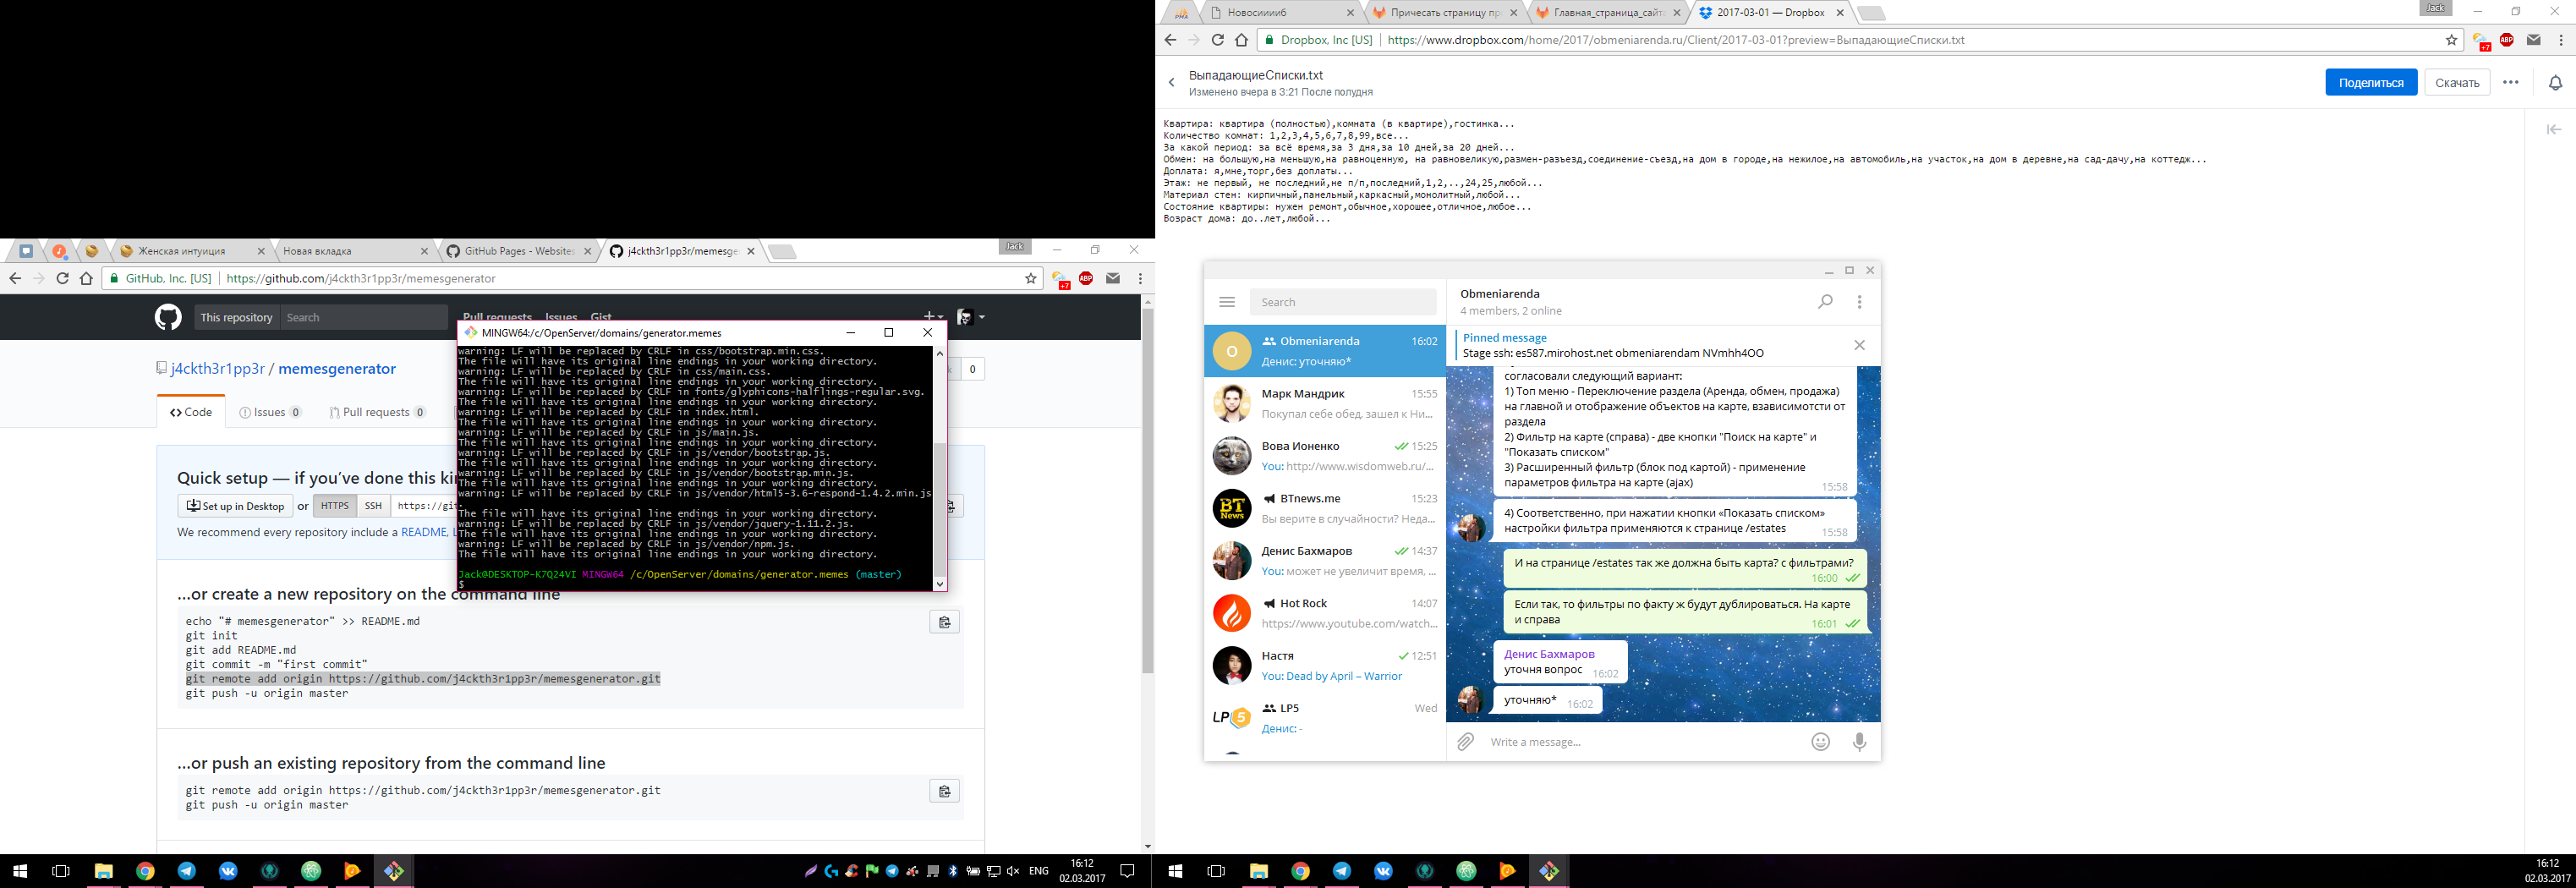 Женская интуиция
Новая вкладка
GitHub Pages - Websites
j4ckth3r1pp3r/memesge
Jack
GitHub, Inc. [US]
https://github.com/j4ckth3r1pp3r/memesgenerator
+7
ABP
This repository
Search
Pull requests
Issues
Gist
j4ckth3r1pp3r / memesgenerator
0
Code
Issues 0
Pull requests 0
Quick setup — if you've done this ki
Set up in Desktop
or
HTTPS
SSH
https://gi
We recommend every repository include a README, L
…or create a new repository on the command line
echo "# memesgenerator" >> README.md
git init
git add README.md
git commit -m "first commit"
git remote add origin https://github.com/j4ckth3r1pp3r/memesgenerator.git
git push -u origin master
…or push an existing repository from the command line
git remote add origin https://github.com/j4ckth3r1pp3r/memesgenerator.git
git push -u origin master
MINGW64:/c/OpenServer/domains/generator.memes
warning: LF will be replaced by CRLF in css/bootstrap.min.css.
The file will have its original line endings in your working directory.
warning: LF will be replaced by CRLF in css/main.css.
The file will have its original line endings in your working directory.
warning: LF will be replaced by CRLF in fonts/glyphicons-halflings-regular.svg.
The file will have its original line endings in your working directory.
warning: LF will be replaced by CRLF in index.html.
The file will have its original line endings in your working directory.
warning: LF will be replaced by CRLF in js/main.js.
The file will have its original line endings in your working directory.
warning: LF will be replaced by CRLF in js/vendor/bootstrap.js.
The file will have its original line endings in your working directory.
warning: LF will be replaced by CRLF in js/vendor/bootstrap.min.js.
The file will have its original line endings in your working directory.
warning: LF will be replaced by CRLF in js/vendor/html5-3.6-respond-1.4.2.min.js
.
The file will have its original line endings in your working directory.
warning: LF will be replaced by CRLF in js/vendor/jquery-1.11.2.js.
The file will have its original line endings in your working directory.
warning: LF will be replaced by CRLF in js/vendor/npm.js.
The file will have its original line endings in your working directory.
Jack@DESKTOP-K7Q24VI MINGW64 /c/OpenServer/domains/generator.memes (master)
$
ENG
16:12
02.03.2017
PMA
Новосииииб
Причесать страницу пр
Главная_страница_сайта
2017-03-01 — Dropbox
Jack
Dropbox, Inc [US]
https://www.dropbox.com/home/2017/obmeniarenda.ru/Client/2017-03-01?preview=ВыпадающиеСписки.txt
+7
ABP
ВыпадающиеСписки.txt
Изменено вчера в 3:21 После полудня
Поделиться
Скачать
Квартира: квартира (полностью),комната (в квартире),гостинка...
Количество комнат: 1,2,3,4,5,6,7,8,99,все...
За какой период: за всё время,за 3 дня,за 10 дней,за 20 дней...
Обмен: на большую,на меньшую,на равноценную, на равновеликую,размен-разъезд,соединение-съезд,на дом в городе,на нежилое,на автомобиль,на участок,на дом в деревне,на сад-дачу,на коттедж...
Доплата: я,мне,торг,без доплаты...
Этаж: не первый, не последний,не п/п,последний,1,2,..,24,25,любой...
Материал стен: кирпичный,панельный,каркасный,монолитный,любой...
Состояние квартиры: нужен ремонт,обычное,хорошее,отличное,любое...
Возраст дома: до..лет,любой...
Search
O
Obmeniarenda 16:02
Денис: уточняю*
Марк Мандрик 15:55
Покупал себе обед, зашел к Ни...
Вова Ионенко 15:25
You: http://www.wisdomweb.ru/...
BT News
BTnews.me 15:23
Вы верите в случайности? Неда...
Денис Бахмаров 14:37
You: может не увеличит время, ...
Hot Rock 14:07
https://www.youtube.com/watch...
Настя 12:51
You: Dead by April – Warrior
LP5
LP5 Wed
Денис: -
Obmeniarenda
4 members, 2 online
Pinned message
Stage ssh: es587.mirohost.net obmeniarendam NVmhh4OO
согласовали следующий вариант:
1) Топ меню - Переключение раздела (Аренда, обмен, продажа)
на главной и отображение объектов на карте, взависимотсти от
раздела
2) Фильтр на карте (справа) - две кнопки "Поиск на карте" и
"Показать списком"
3) Расширенный фильтр (блок под картой) - применение
параметров фильтра на карте (ajax)
15:58
4) Соответственно, при нажатии кнопки «Показать списком»
настройки фильтра применяются к странице /estates
15:58
И на странице /estates так же должна быть карта? с фильтрами?
16:00
Если так, то фильтры по факту ж будут дублироваться. На карте
и справа
16:01
Денис Бахмаров
уточня вопрос 16:02
уточняю* 16:02
Write a message...
16:12
02.03.2017